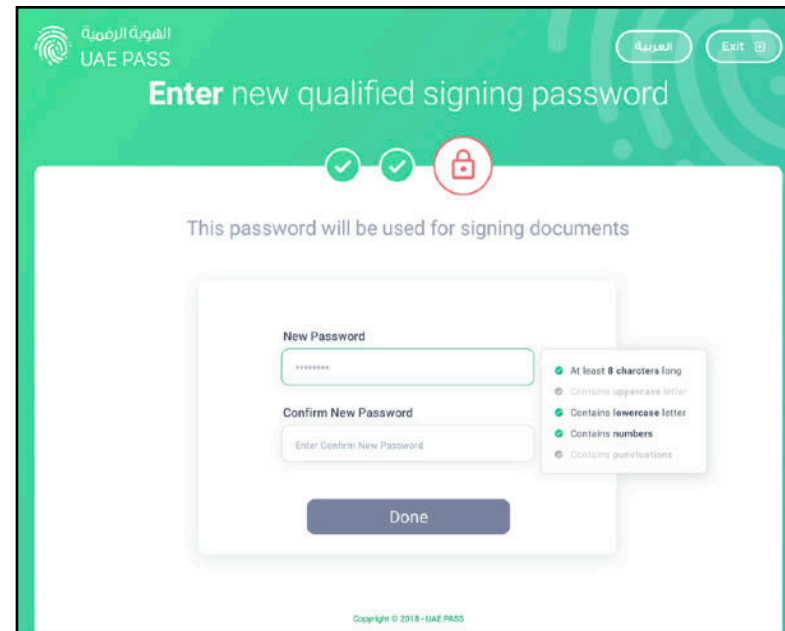 الهوية الرقمية
UAE PASS
العربية
Exit
Enter new qualified signing password
This password will be used for signing documents
New Password
********
At least 8 charcters long
Contains uppercase letter
Contains lowercase letter
Contains numbers
Contains punctuations
Confirm New Password
Enter Confirm New Password
Done
Copyright © 2018 - UAE PASS